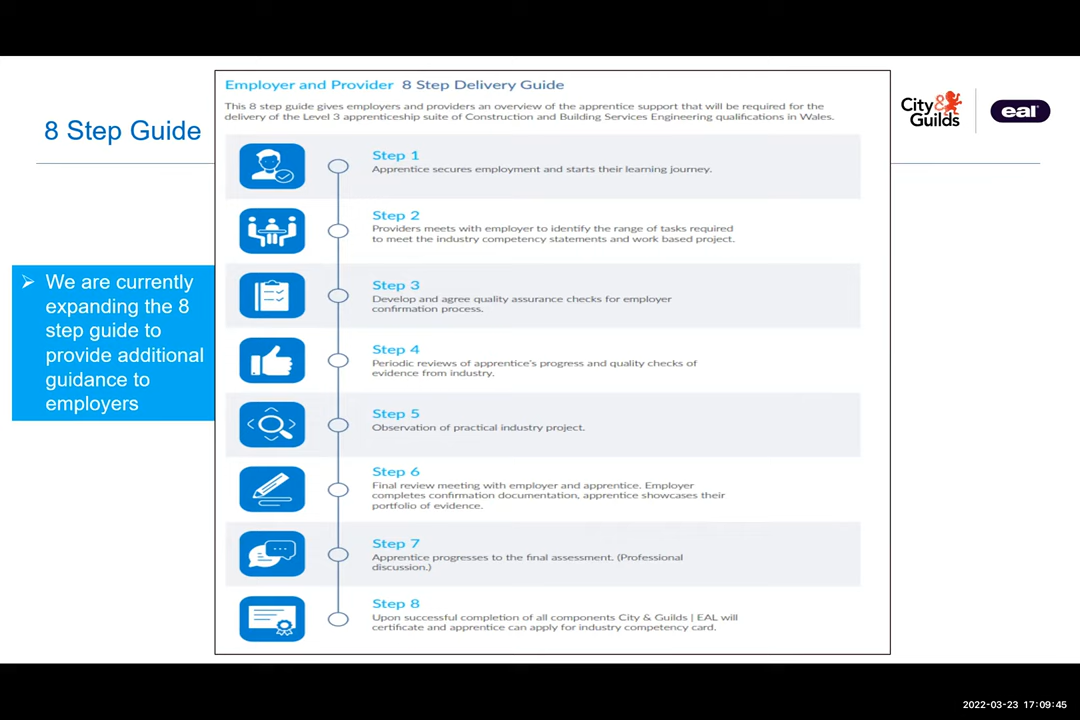 8 Step Guide
➢ We are currently
expanding the 8
step guide to
provide additional
guidance to
employers
Employer and Provider 8 Step Delivery Guide
This 8 step guide gives employers and providers an overview of the apprentice support that will be required for the
delivery of the Level 3 apprenticeship suite of Construction and Building Services Engineering qualifications in Wales.
Step 1
Apprentice secures employment and starts their learning journey.
Step 2
Providers meets with employer to identify the range of tasks required
to meet the industry competency statements and work based project.
Step 3
Develop and agree quality assurance checks for employer
confirmation process.
Step 4
Periodic reviews of apprentice's progress and quality checks of
evidence from industry.
Step 5
Observation of practical industry project.
Step 6
Final review meeting with employer and apprentice. Employer
completes confirmation documentation, apprentice showcases their
portfolio of evidence.
Step 7
Apprentice progresses to the final assessment. (Professional
discussion.)
Step 8
Upon successful completion of all components City & Guilds | EAL will
certificate and apprentice can apply for industry competency card.
City &
Guilds
eal
2022-03-23 17:09:45